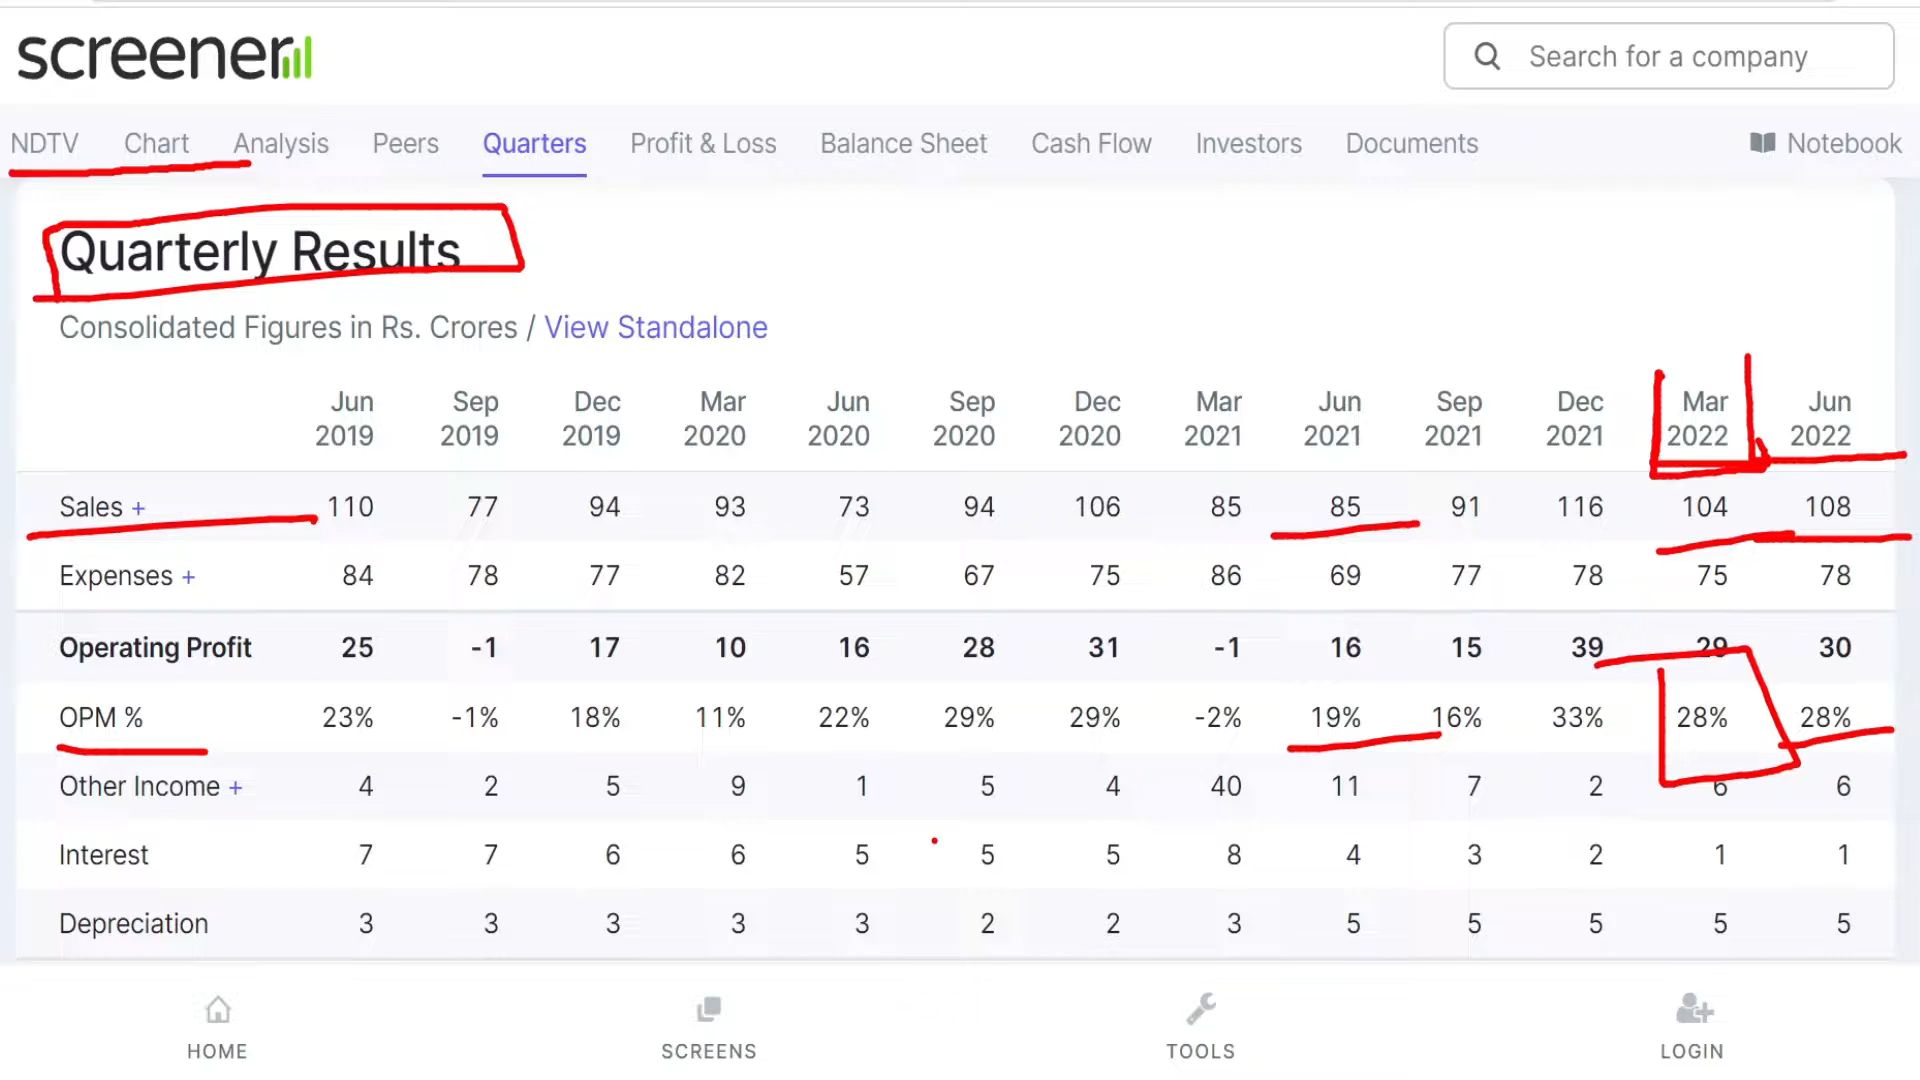 screener
Search for a company
NDTV Chart Analysis Peers Quarters Profit & Loss Balance Sheet Cash Flow Investors Documents Notebook
Quarterly Results
Consolidated Figures in Rs. Crores / View Standalone
Jun 2019 Sep 2019 Dec 2019 Mar 2020 Jun 2020 Sep 2020 Dec 2020 Mar 2021 Jun 2021 Sep 2021 Dec 2021 Mar 2022 Jun 2022
Sales + 110 77 94 93 73 94 106 85 85 91 116 104 108
Expenses + 84 78 77 82 57 67 75 86 69 77 78 75 78
Operating Profit 25 -1 17 10 16 28 31 -1 16 15 39 29 30
OPM % 23% -1% 18% 11% 22% 29% 29% -2% 19% 16% 33% 28% 28%
Other Income + 4 2 5 9 1 5 4 40 11 7 2 6 6
Interest 7 7 6 6 5 5 5 8 4 3 2 1 1
Depreciation 3 3 3 3 3 2 2 3 5 5 5 5 5
HOME SCREENS TOOLS LOGIN